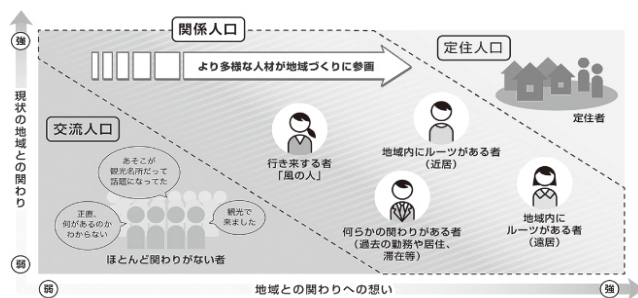 関係人口
強
より多様な人材が地域づくりに参画
定住人口
定住者
現状の地域との関わり
交流人口
あそこが
観光名所だって
話題になってた
正直、
何があるのか
わからない
観光で
来ました
ほとんど関わりがない者
行き来する者
「風の人」
地域内にルーツがある者
（近居）
何らかの関わりがある者
（過去の勤務や居住、
滞在等）
地域内に
ルーツがある者
（遠居）
弱
弱
地域との関わりへの想い
強